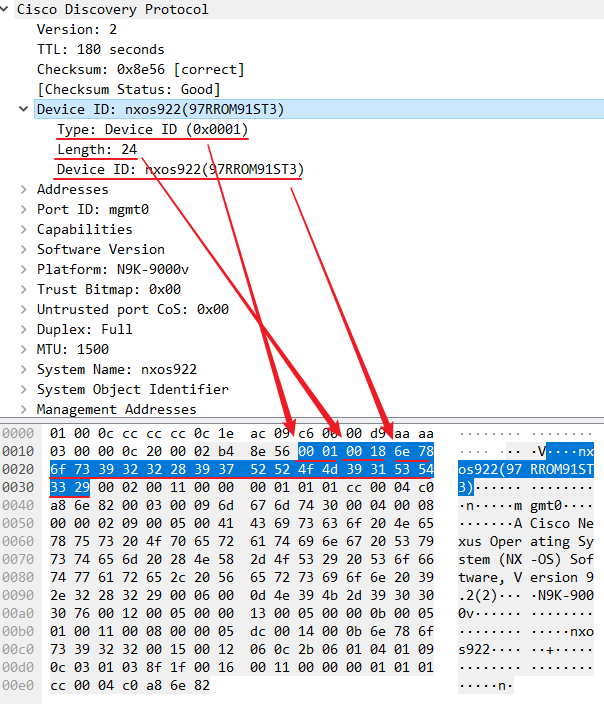 Cisco Discovery Protocol
Version: 2
TTL: 180 seconds
Checksum: 0x8e56 [correct]
[Checksum Status: Good]
Device ID: nxos922(97RROM91ST3)
Type: Device ID (0x0001)
Length: 24
Device ID: nxos922(97RROM91ST3)
Addresses
Port ID: mgmt0
Capabilities
Software Version
Platform: N9K-9000v
Trust Bitmap: 0x00
Untrusted port CoS: 0x00
Duplex: Full
MTU: 1500
System Name: nxos922
System Object Identifier
Management Addresses
0000 01 00 0c cc cc cc 0c 1e ac 09 c6 00 00 d9 aa aa ········ ········
0010 03 00 00 0c 20 00 02 b4 8e 56 00 01 00 18 6e 78 ···· ··· ·V····nx
0020 6f 73 39 32 32 28 39 37 52 52 4f 4d 39 31 53 54 os922(97 RROM91ST
0030 33 29 00 02 00 11 00 00 00 01 01 01 cc 00 04 c0 3)······ ········
0040 a8 6e 82 00 03 00 09 6d 67 6d 74 30 00 04 00 08 ·n·····m gmt0····
0050 00 00 02 09 00 05 00 41 43 69 73 63 6f 20 4e 65 ·······A Cisco Ne
0060 78 75 73 20 4f 70 65 72 61 74 69 6e 67 20 53 79 xus Oper ating Sy
0070 73 74 65 6d 20 28 4e 58 2d 4f 53 29 20 53 6f 66 stem (NX -OS) Sof
0080 74 77 61 72 65 2c 20 56 65 72 73 69 6f 6e 20 39 tware, V ersion 9
0090 2e 32 28 32 29 00 06 00 0d 4e 39 4b 2d 39 30 30 .2(2)··· ·N9K-900
00a0 30 76 00 12 00 05 00 00 13 00 05 00 00 0b 00 05 0v······ ········
00b0 01 00 11 00 08 00 00 05 dc 00 14 00 0b 6e 78 6f ········ ·····nxo
00c0 73 39 32 32 00 15 00 12 06 0c 2b 06 01 04 01 09 s922···· ··+·····
00d0 0c 03 01 03 8f 1f 00 16 00 11 00 00 00 01 01 01 ········ ········
00e0 cc 00 04 c0 a8 6e 82 ·····n·